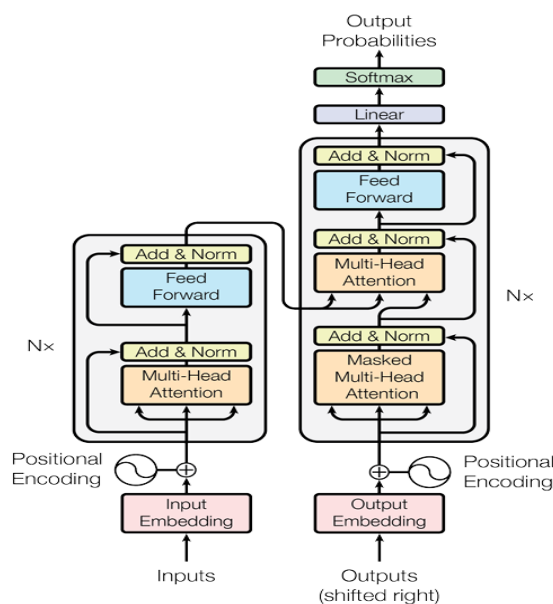 Output
Probabilities
Softmax
Linear
Add & Norm
Feed
Forward
Add & Norm
Multi-Head
Attention
Add & Norm
Masked
Multi-Head
Attention
Nx
Positional
Encoding
Output
Embedding
Outputs
(shifted right)
Add & Norm
Feed
Forward
Add & Norm
Multi-Head
Attention
Nx
Positional
Encoding
Input
Embedding
Inputs